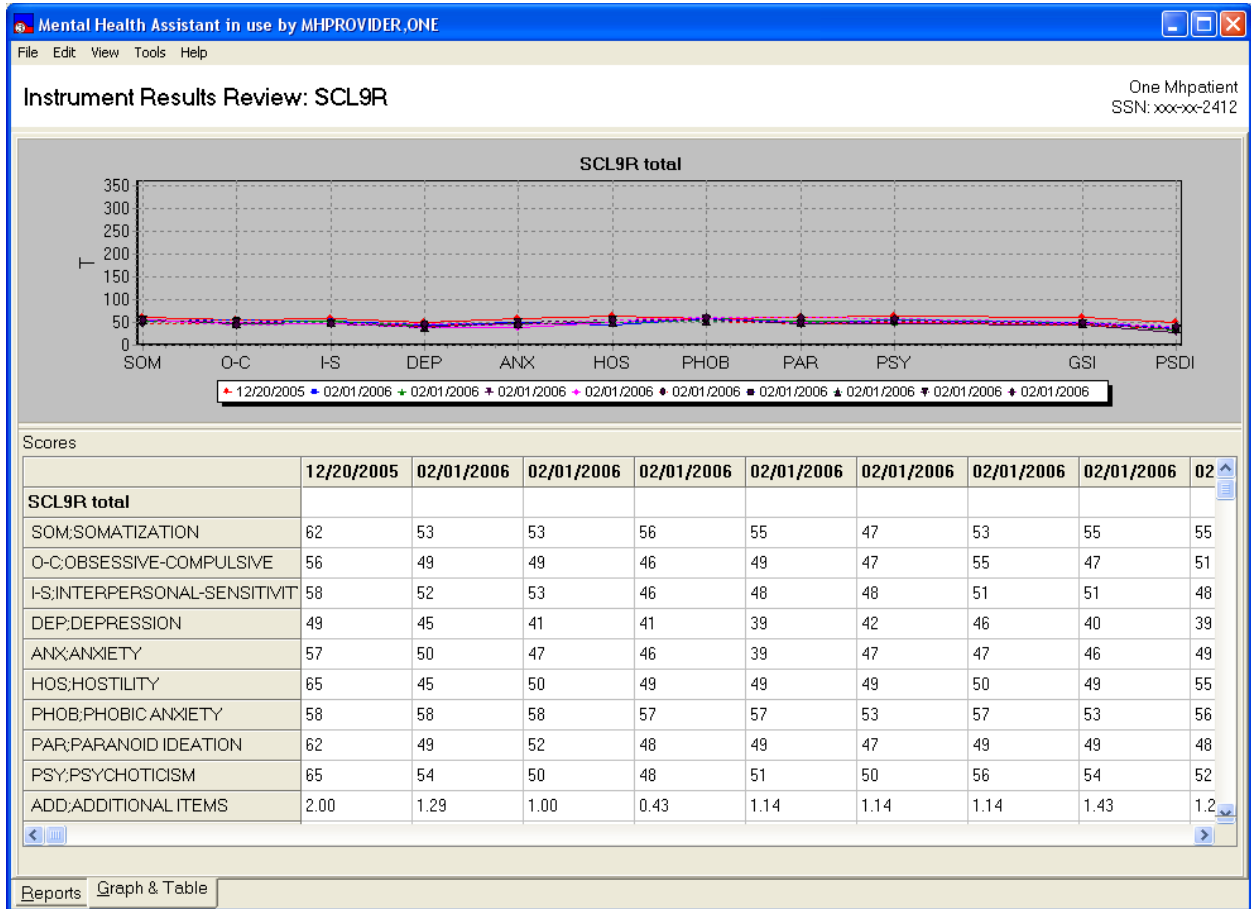 Mental Health Assistant in use by MHPROVIDER,ONE
File Edit View Tools Help
Instrument Results Review: SCL9R
One Mhpatient
SSN: xxx-xx-2412
SCL9R total
350
300
250
200
150
100
50
0
T
SOM O-C I-S DEP ANX HOS PHOB PAR PSY GSI PSDI
12/20/2005 02/01/2006 02/01/2006 02/01/2006 02/01/2006 02/01/2006 02/01/2006 02/01/2006 02/01/2006 02/01/2006
Scores
12/20/2005 02/01/2006 02/01/2006 02/01/2006 02/01/2006 02/01/2006 02/01/2006 02/01/2006 02
SCL9R total
SOM;SOMATIZATION 62 53 53 56 55 47 53 55 55
O-C;OBSESSIVE-COMPULSIVE 56 49 49 46 49 47 55 47 51
I-S;INTERPERSONAL-SENSITIVIT 58 52 53 46 48 48 51 51 48
DEP;DEPRESSION 49 45 41 41 39 42 46 40 39
ANX;ANXIETY 57 50 47 46 39 47 47 46 49
HOS;HOSTILITY 65 45 50 49 49 49 50 49 55
PHOB;PHOBIC ANXIETY 58 58 58 57 57 53 57 53 56
PAR;PARANOID IDEATION 62 49 52 48 49 47 49 49 48
PSY;PSYCHOTICISM 65 54 50 48 51 50 56 54 52
ADD;ADDITIONAL ITEMS 2.00 1.29 1.00 0.43 1.14 1.14 1.14 1.43 1.2
Reports Graph & Table